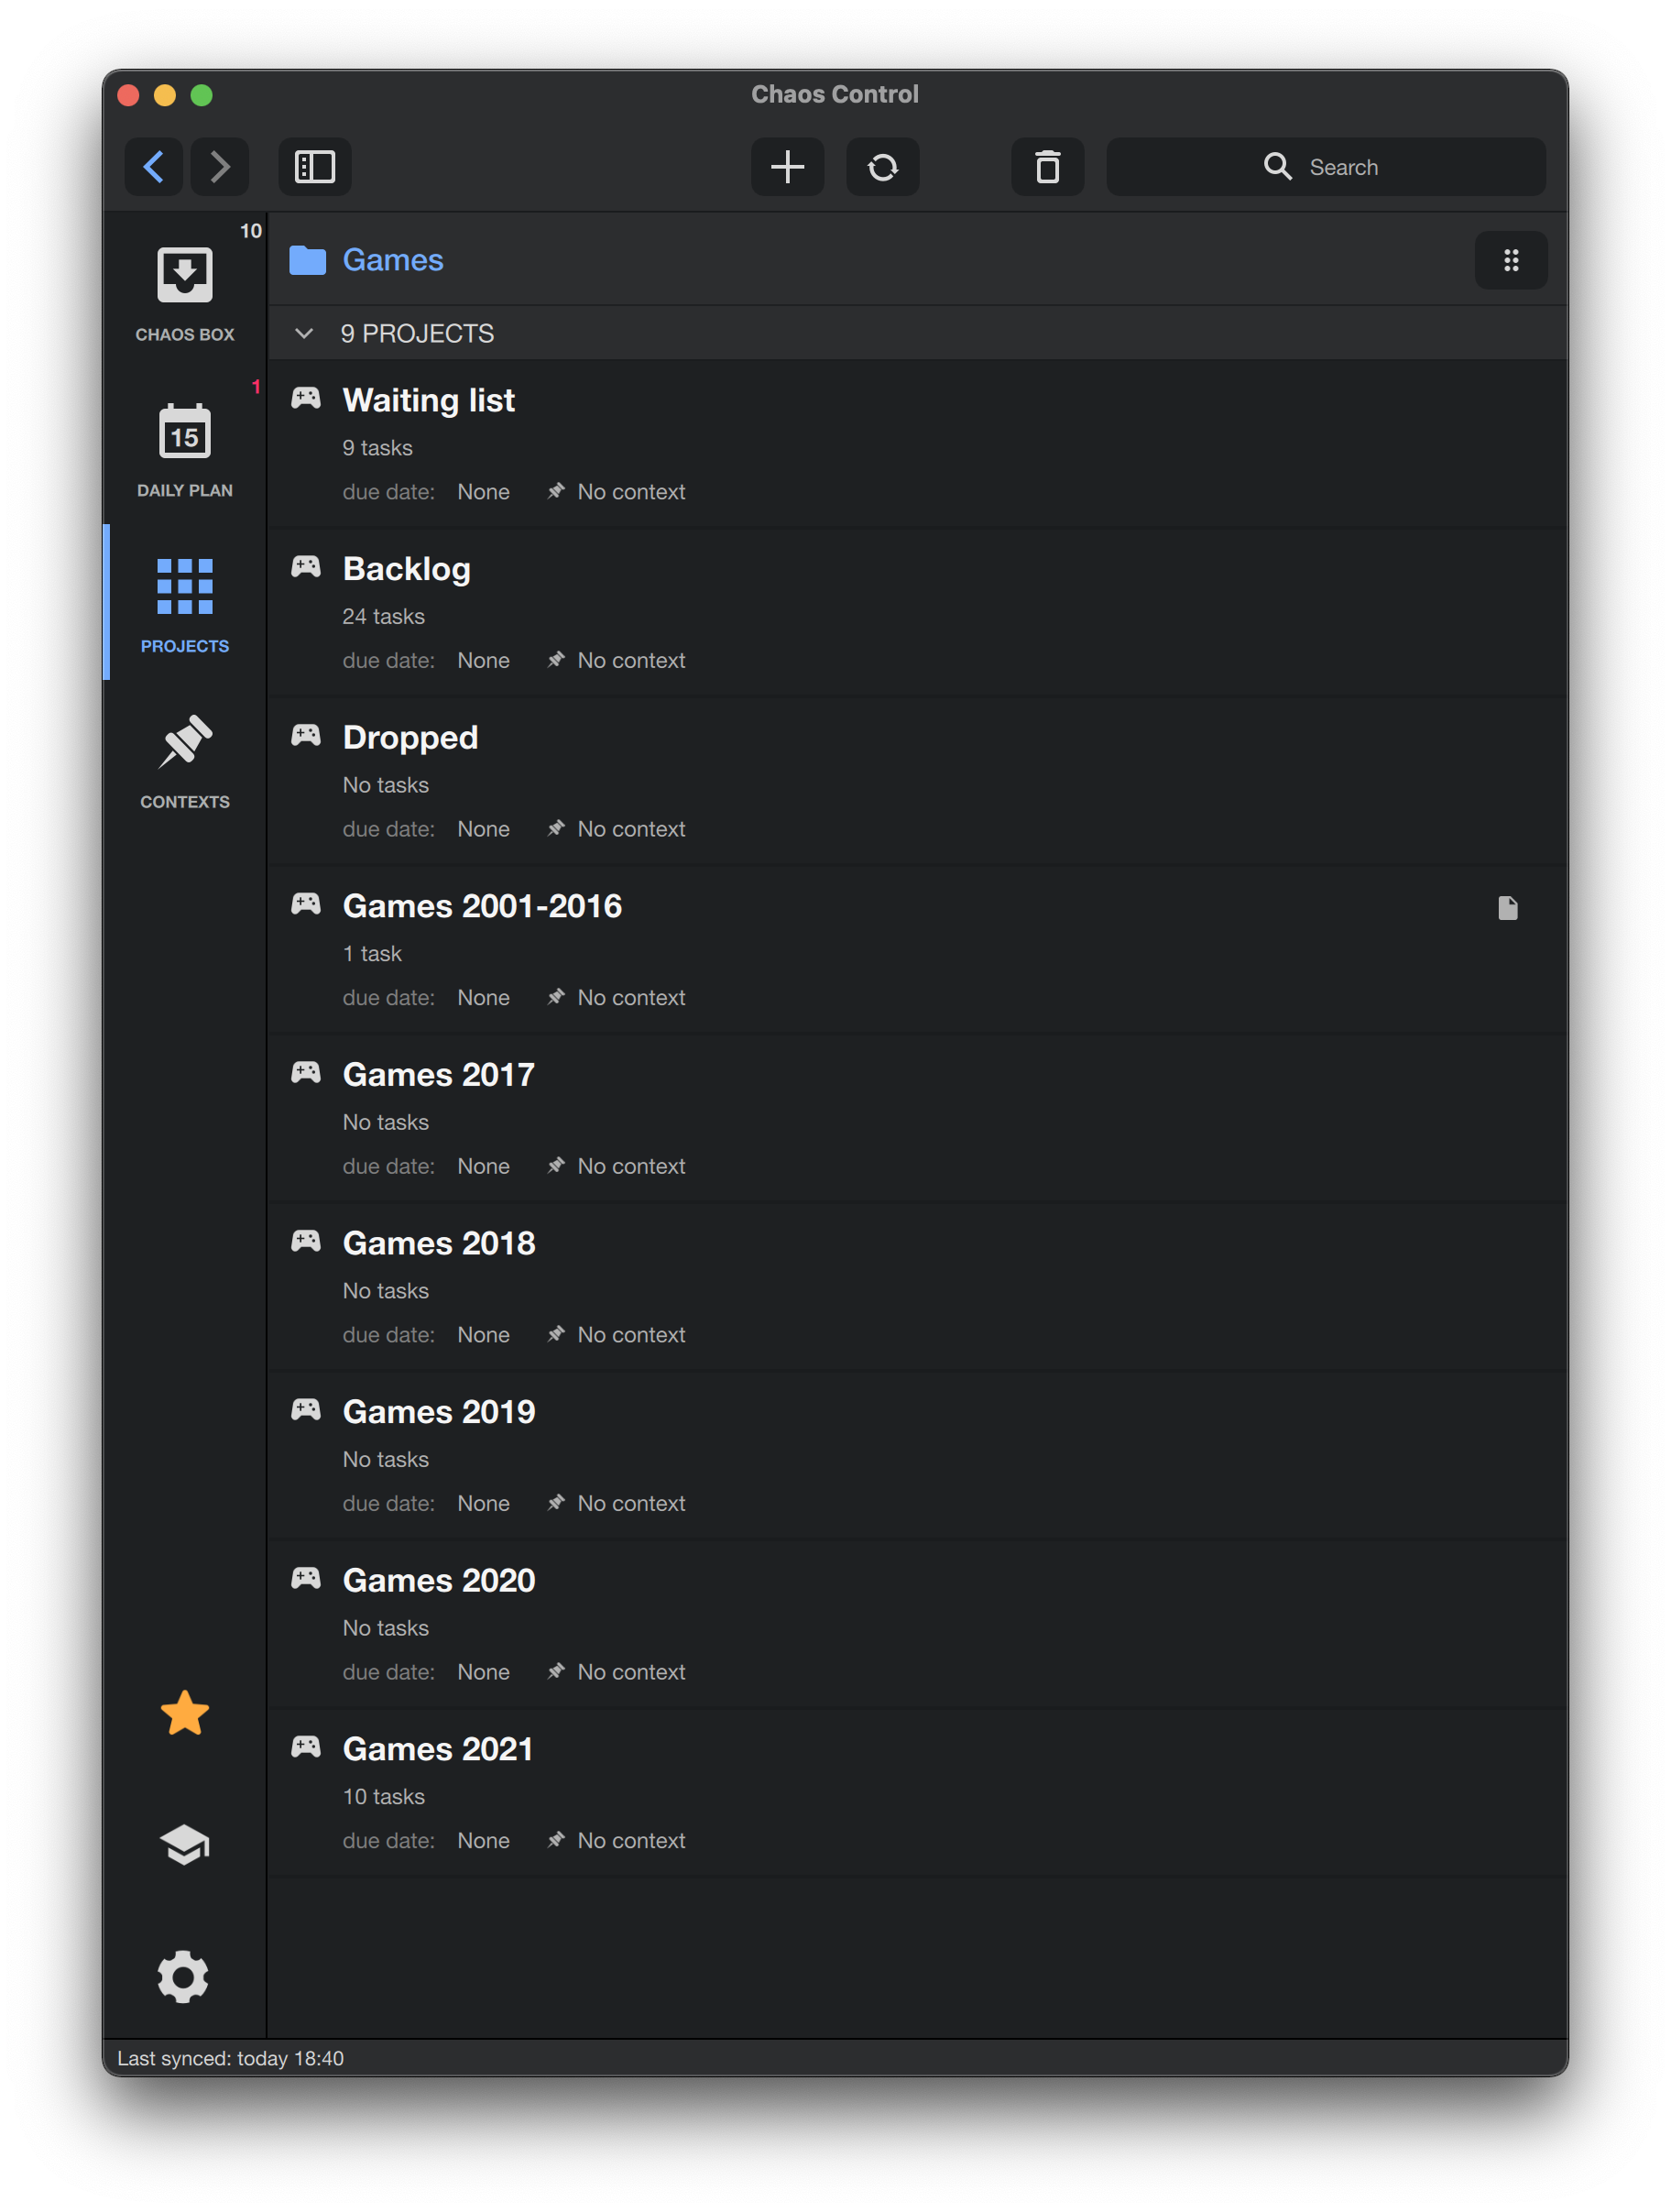 Chaos Control
Search
10
CHAOS BOX
1
15
DAILY PLAN
PROJECTS
CONTEXTS
Games
9 PROJECTS
Waiting list
9 tasks
due date: None No context
Backlog
24 tasks
due date: None No context
Dropped
No tasks
due date: None No context
Games 2001-2016
1 task
due date: None No context
Games 2017
No tasks
due date: None No context
Games 2018
No tasks
due date: None No context
Games 2019
No tasks
due date: None No context
Games 2020
No tasks
due date: None No context
Games 2021
10 tasks
due date: None No context
Last synced: today 18:40